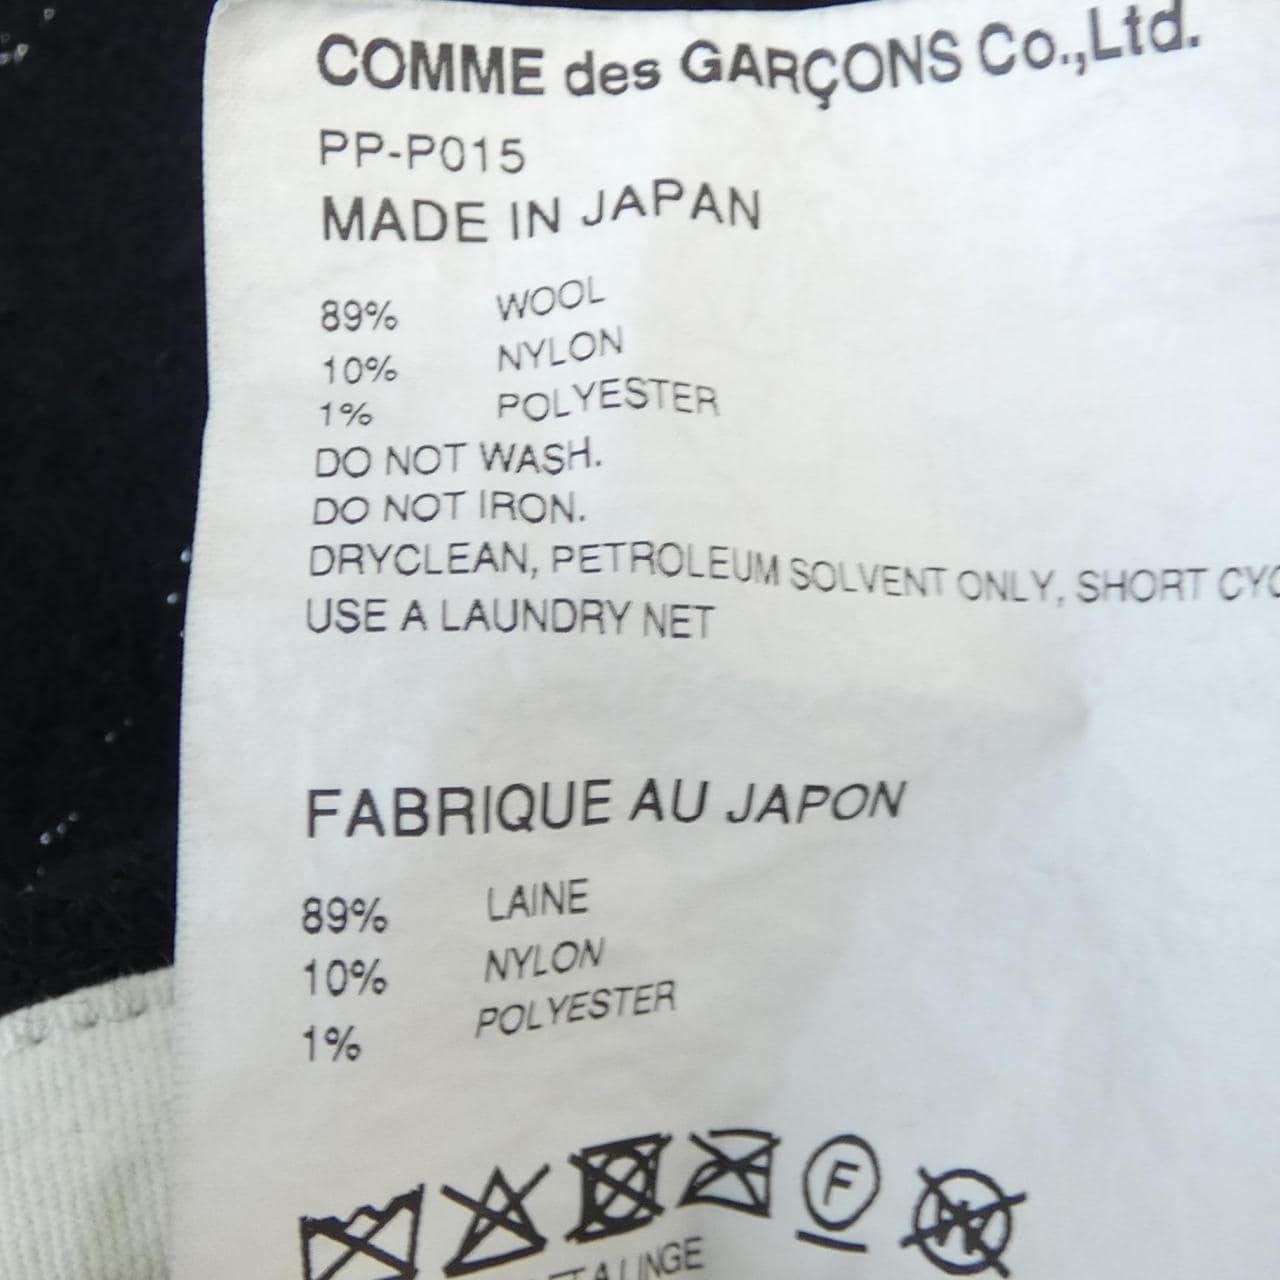 COMME des GARÇONS Co.,Ltd.
PP-P015
MADE IN JAPAN
89% WOOL
10% NYLON
1% POLYESTER
DO NOT WASH.
DO NOT IRON.
DRYCLEAN, PETROLEUM SOLVENT ONLY, SHORT CYC
USE A LAUNDRY NET
FABRIQUE AU JAPON
89% LAINE
10% NYLON
1% POLYESTER
F
A LINGE